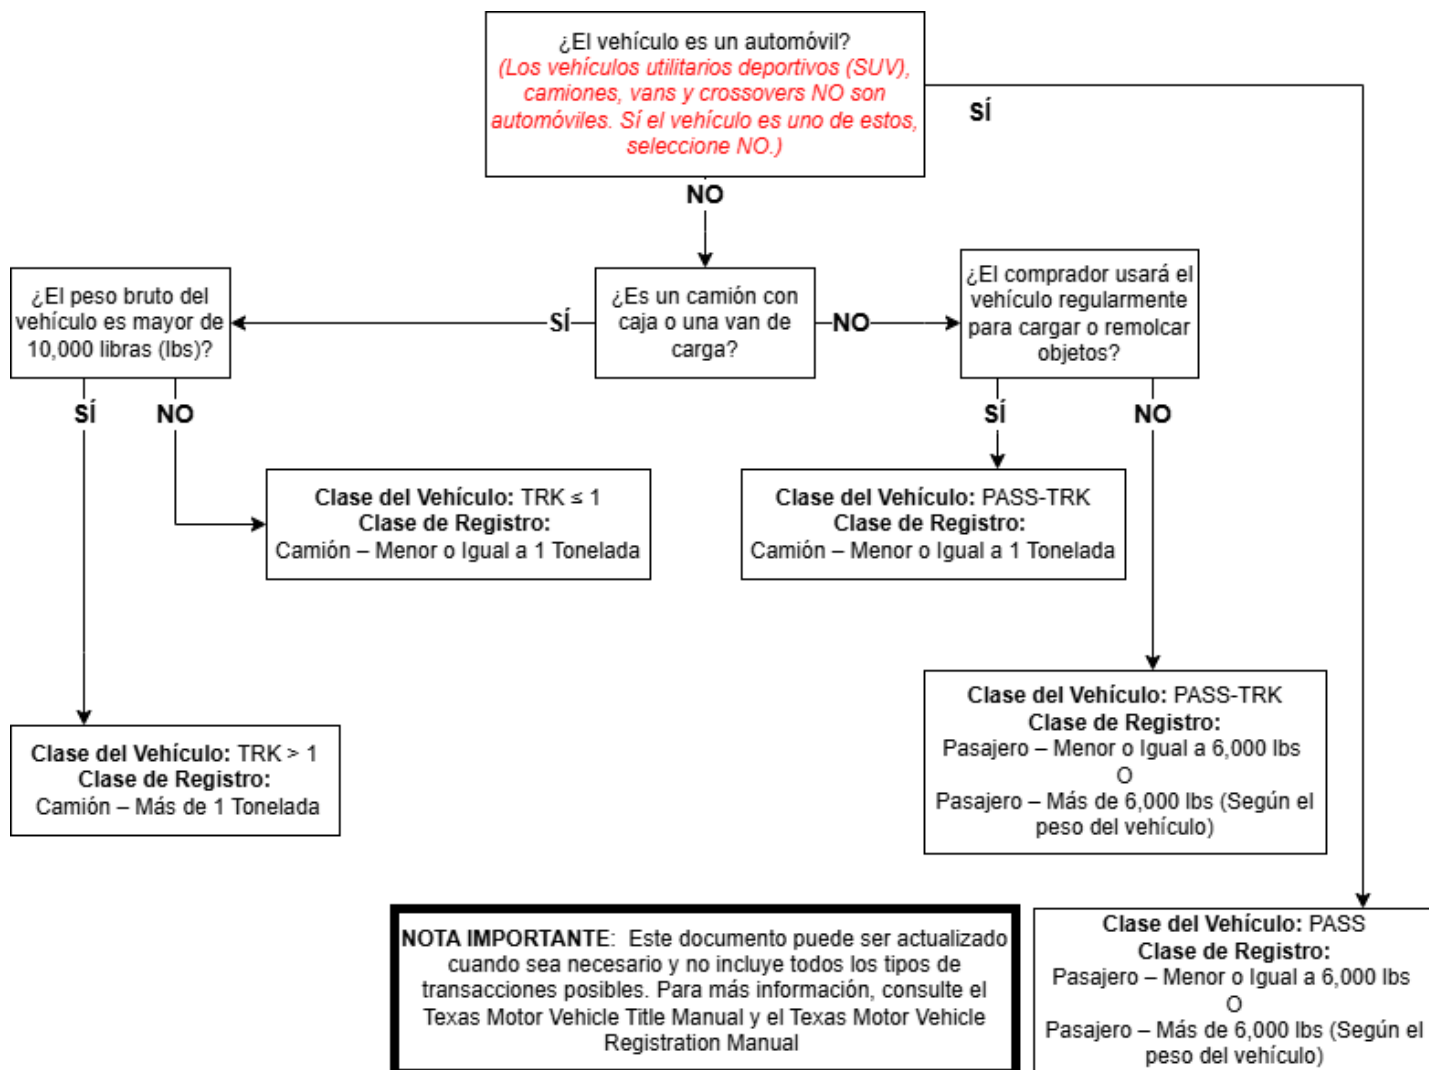 ¿El vehículo es un automóvil?
(Los vehículos utilitarios deportivos (SUV),
camiones, vans y crossovers NO son
automóviles. Sí el vehículo es uno de estos,
seleccione NO.)
SÍ
NO
¿El peso bruto del
vehículo es mayor de
10,000 libras (lbs)?
SÍ
¿Es un camión con
caja o una van de
carga?
NO
¿El comprador usará el
vehículo regularmente
para cargar o remolcar
objetos?
SÍ
NO
SÍ
NO
Clase del Vehículo: TRK ≤ 1
Clase de Registro:
Camión – Menor o Igual a 1 Tonelada
Clase del Vehículo: PASS-TRK
Clase de Registro:
Camión – Menor o Igual a 1 Tonelada
Clase del Vehículo: PASS-TRK
Clase de Registro:
Pasajero – Menor o Igual a 6,000 lbs
O
Pasajero – Más de 6,000 lbs (Según el
peso del vehículo)
Clase del Vehículo: TRK > 1
Clase de Registro:
Camión – Más de 1 Tonelada
NOTA IMPORTANTE: Este documento puede ser actualizado
cuando sea necesario y no incluye todos los tipos de
transacciones posibles. Para más información, consulte el
Texas Motor Vehicle Title Manual y el Texas Motor Vehicle
Registration Manual
Clase del Vehículo: PASS
Clase de Registro:
Pasajero – Menor o Igual a 6,000 lbs
O
Pasajero – Más de 6,000 lbs (Según el
peso del vehículo)